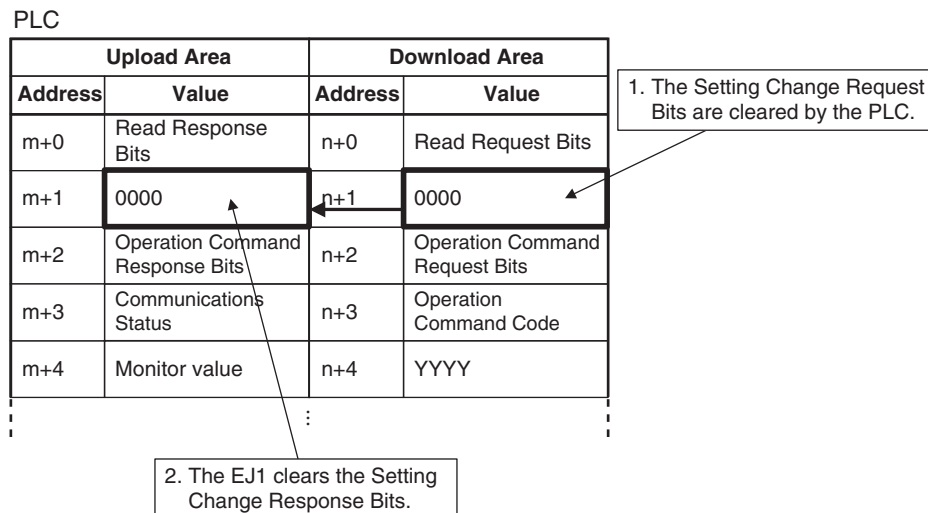 PLC
Upload Area Download Area
Address Value Address Value
m+0 Read Response Bits n+0 Read Request Bits
m+1 0000 n+1 0000
m+2 Operation Command Response Bits n+2 Operation Command Request Bits
m+3 Communications Status n+3 Operation Command Code
m+4 Monitor value n+4 YYYY
⋮
1. The Setting Change Request
Bits are cleared by the PLC.
2. The EJ1 clears the Setting
Change Response Bits.